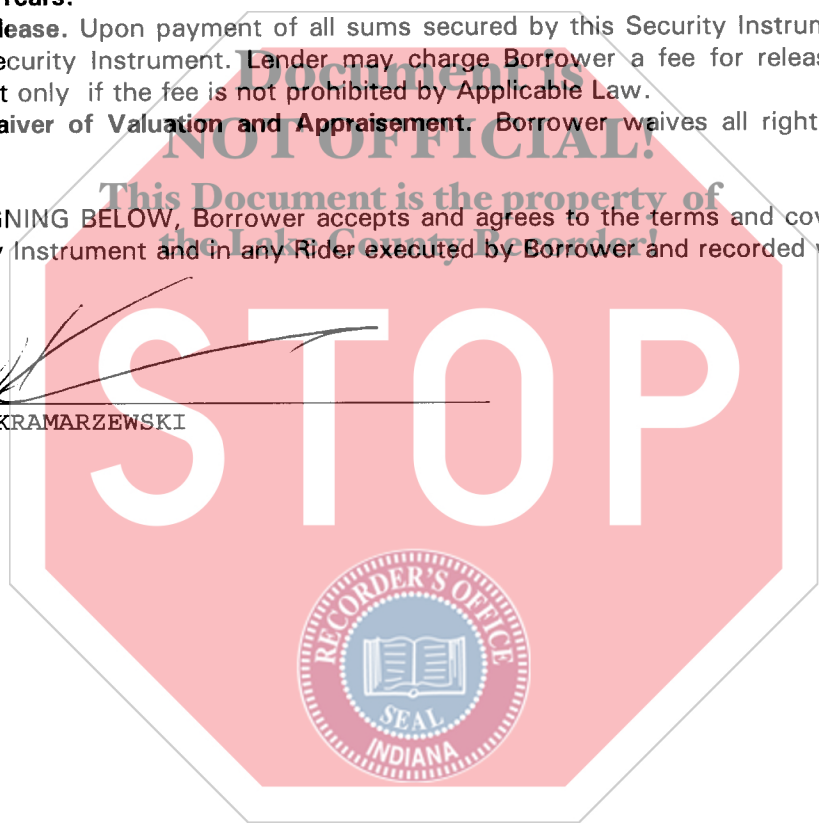 Years.
lease. Upon payment of all sums secured by this Security Instrum
ecurity Instrument. Lender may charge Borrower a fee for releas
t only if the fee is not prohibited by Applicable Law.
aiver of Valuation and Appraisement. Borrower waives all right
Document is
NOT OFFICIAL!
This Document is the property of
the Lake County Recorder!
GNING BELOW, Borrower accepts and agrees to the terms and cov
y Instrument and in any Rider executed by Borrower and recorded
KRAMARZEWSKI
STOP
RECORDER'S OFFICE
SEAL
INDIANA